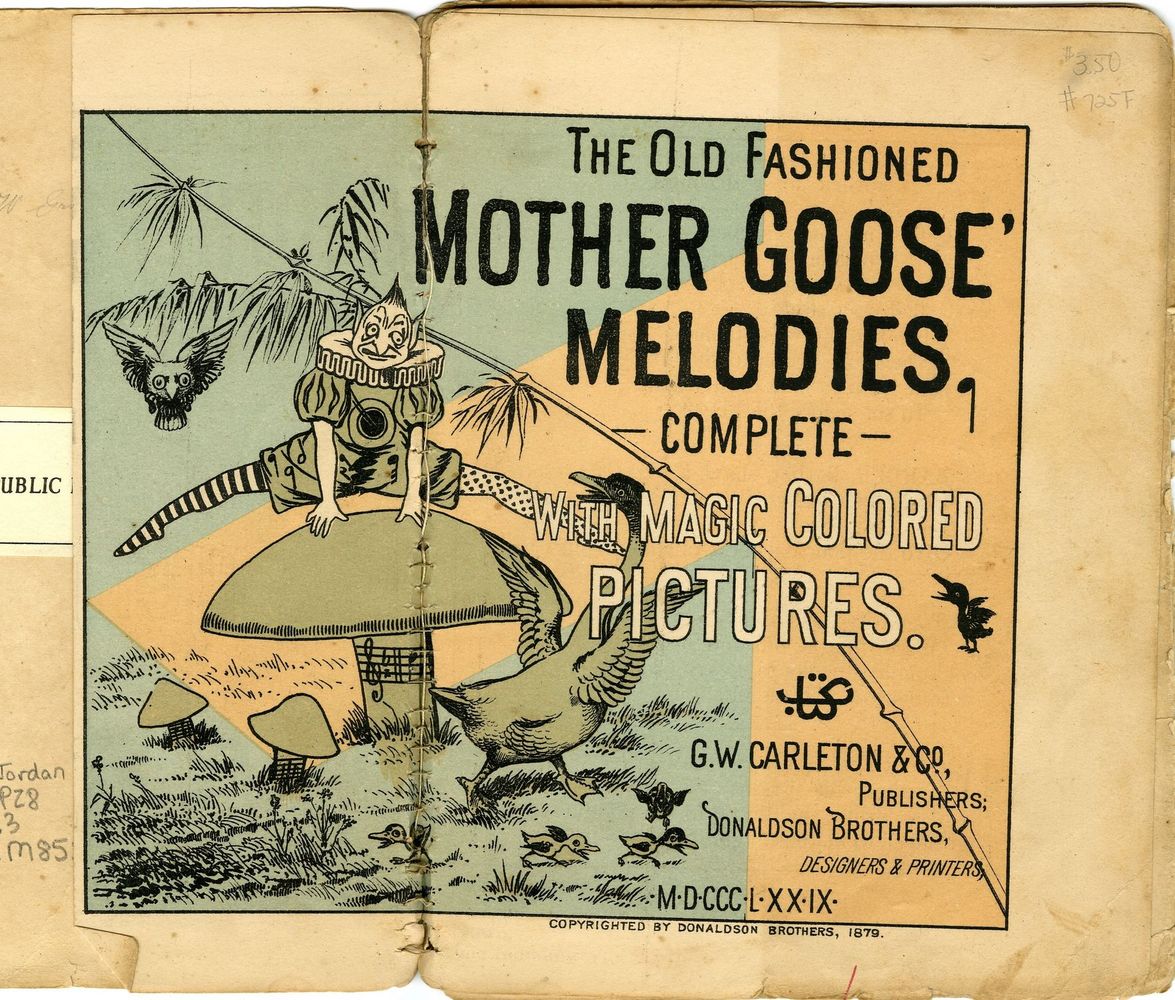 $3.50
# 725F
THE OLD FASHIONED
MOTHER GOOSE'
MELODIES,
— COMPLETE —
WITH MAGIC COLORED
PICTURES.
G.W. CARLETON & CO,
PUBLISHERS;
DONALDSON BROTHERS,
DESIGNERS & PRINTERS,
M·D·CCC·L·XX·IX·
COPYRIGHTED BY DONALDSON BROTHERS, 1879.
UBLIC
Jordan
PZ8
.3
.M85